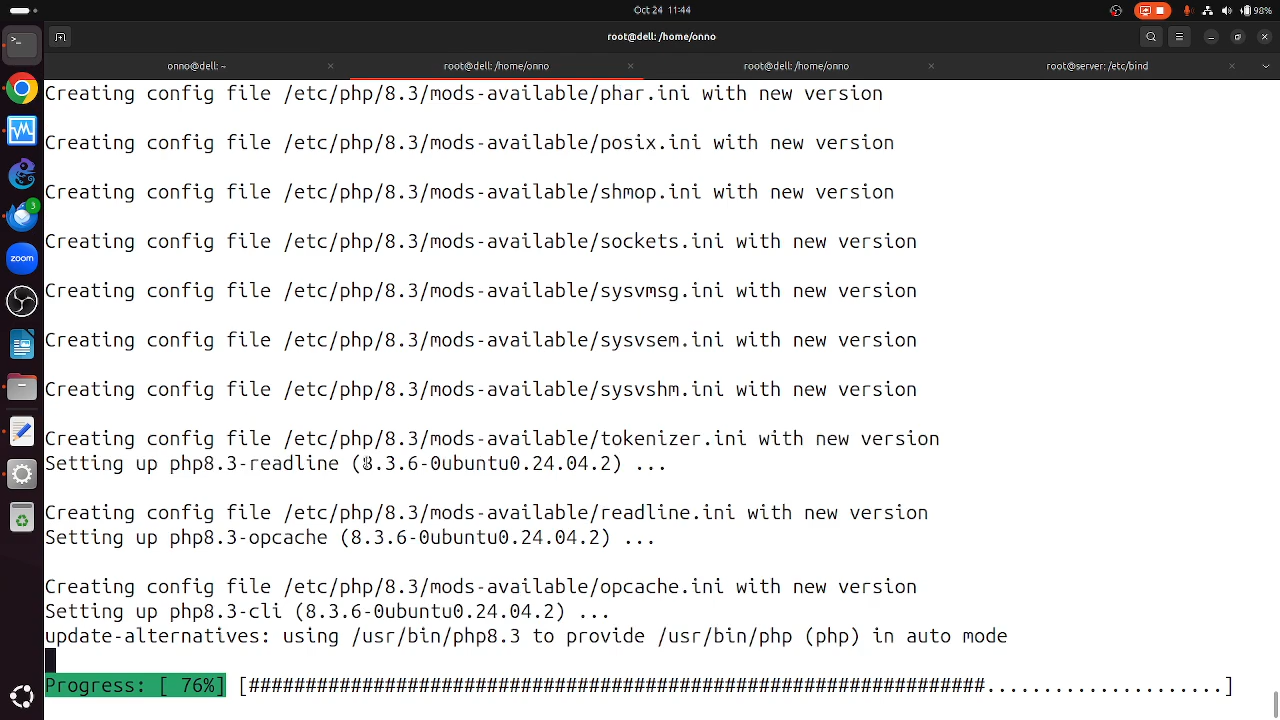 Oct 24 11:44
98%
root@dell: /home/onno
onno@dell: ~
root@dell: /home/onno
root@dell: /home/onno
root@server: /etc/bind
3
zoom
Creating config file /etc/php/8.3/mods-available/phar.ini with new version
Creating config file /etc/php/8.3/mods-available/posix.ini with new version
Creating config file /etc/php/8.3/mods-available/shmop.ini with new version
Creating config file /etc/php/8.3/mods-available/sockets.ini with new version
Creating config file /etc/php/8.3/mods-available/sysvmsg.ini with new version
Creating config file /etc/php/8.3/mods-available/sysvsem.ini with new version
Creating config file /etc/php/8.3/mods-available/sysvshm.ini with new version
Creating config file /etc/php/8.3/mods-available/tokenizer.ini with new version
Setting up php8.3-readline (8.3.6-0ubuntu0.24.04.2) ...
Creating config file /etc/php/8.3/mods-available/readline.ini with new version
Setting up php8.3-opcache (8.3.6-0ubuntu0.24.04.2) ...
Creating config file /etc/php/8.3/mods-available/opcache.ini with new version
Setting up php8.3-cli (8.3.6-0ubuntu0.24.04.2) ...
update-alternatives: using /usr/bin/php8.3 to provide /usr/bin/php (php) in auto mode
Progress: [ 76%] [#################################################################.....................]